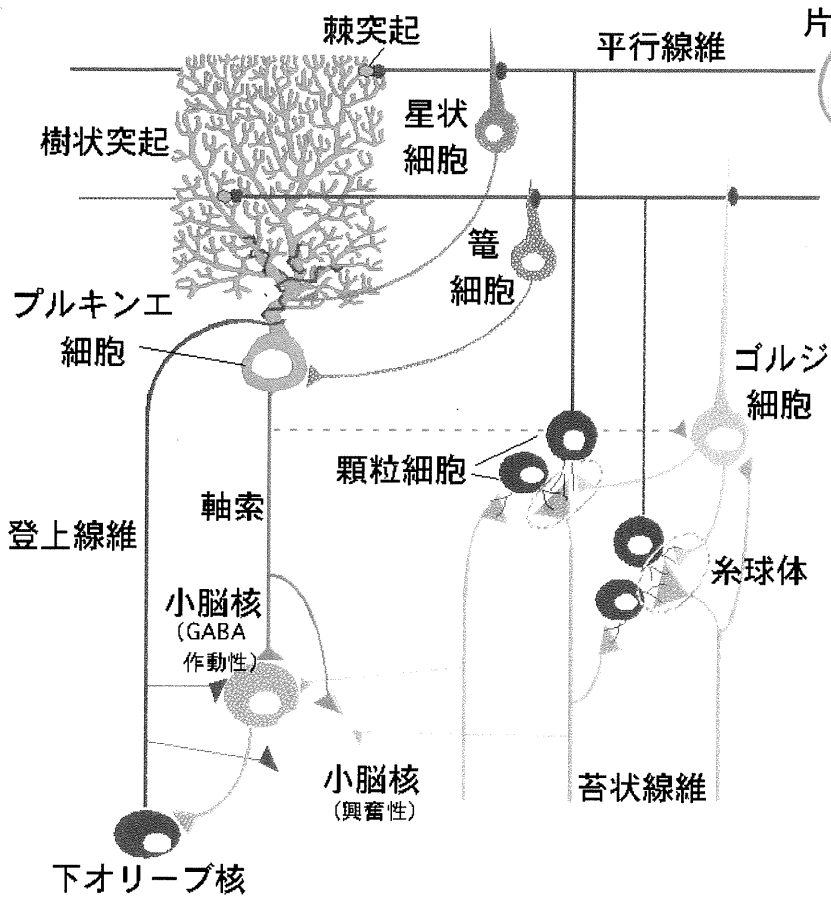 片
棘突起
平行線維
星状
細胞
樹状突起
籠
細胞
プルキンエ
細胞
ゴルジ
細胞
顆粒細胞
軸索
登上線維
糸球体
小脳核
(GABA
作動性)
小脳核
(興奮性)
苔状線維
下オリーブ核